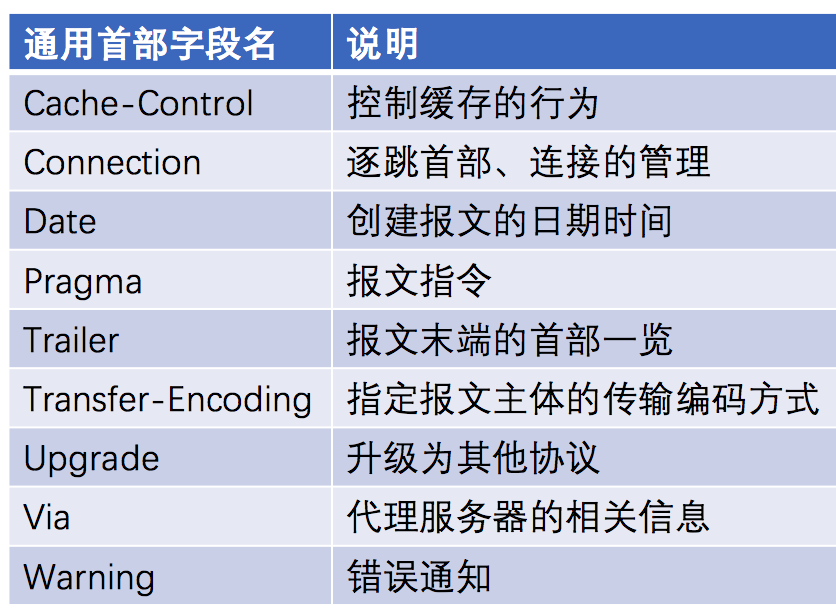 通用首部字段名 说明
Cache-Control 控制缓存的行为
Connection 逐跳首部、连接的管理
Date 创建报文的日期时间
Pragma 报文指令
Trailer 报文末端的首部一览
Transfer-Encoding 指定报文主体的传输编码方式
Upgrade 升级为其他协议
Via 代理服务器的相关信息
Warning 错误通知